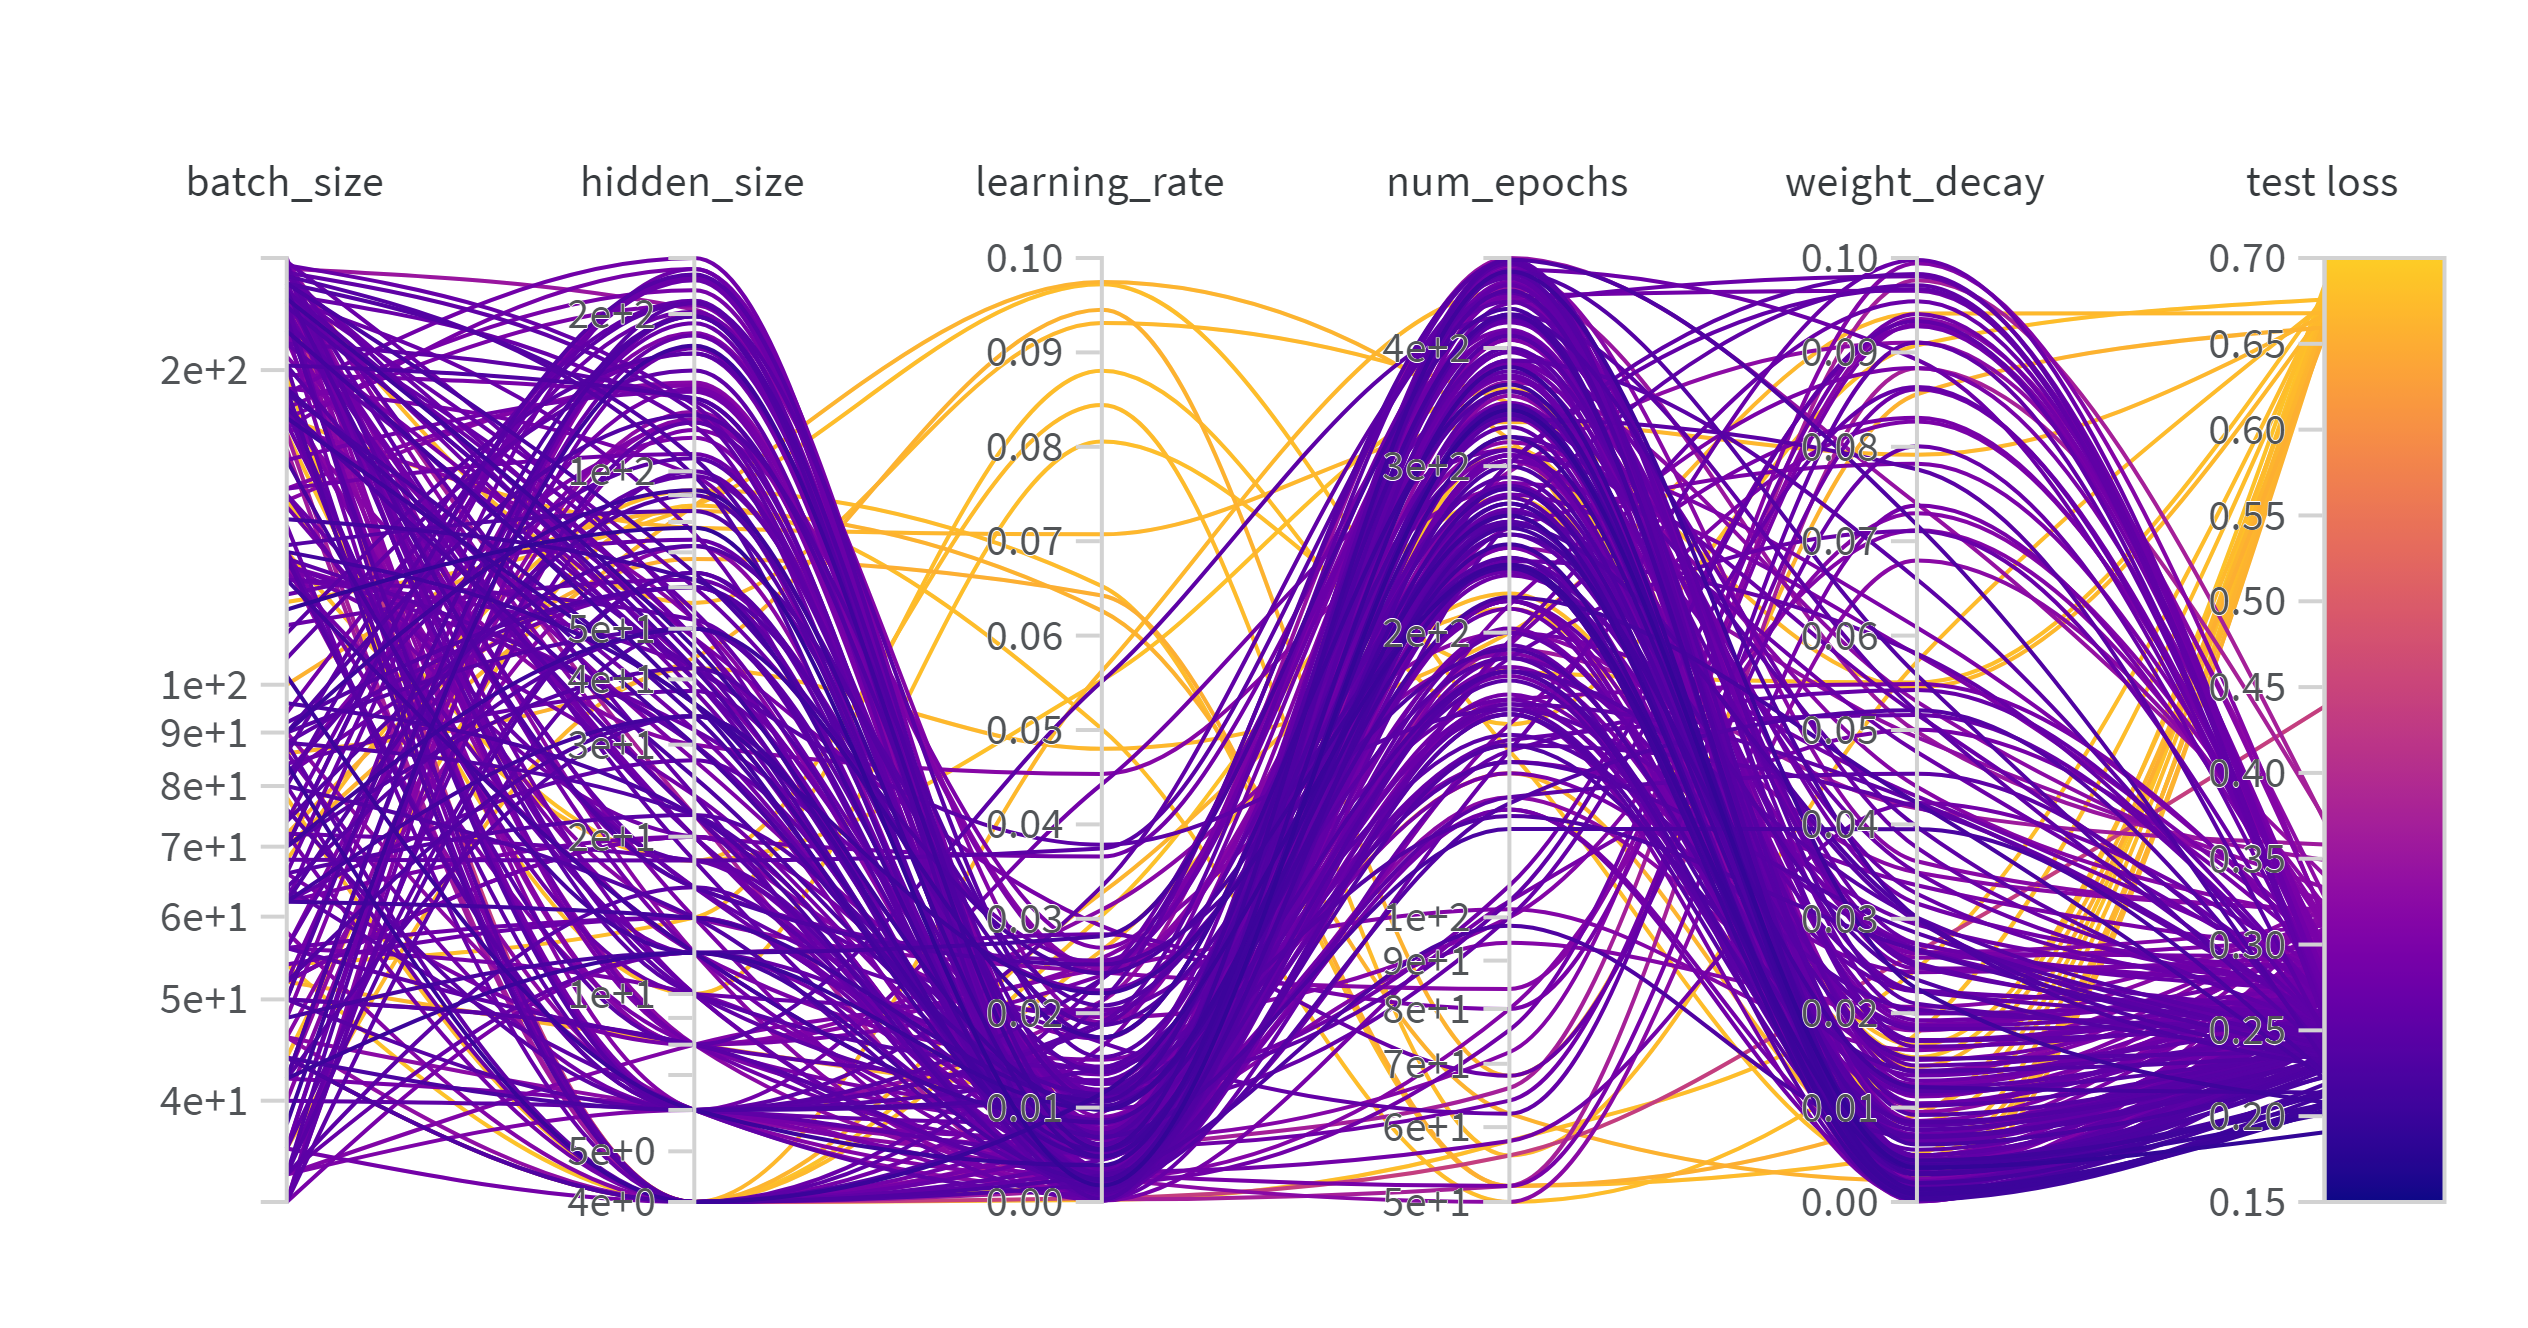 batch_size hidden_size learning_rate num_epochs weight_decay test loss
2e+2
1e+2
9e+1
8e+1
7e+1
6e+1
5e+1
4e+1
2e+2
1e+2
5e+1
4e+1
3e+1
2e+1
1e+1
5e+0
4e+0
0.10
0.09
0.08
0.07
0.06
0.05
0.04
0.03
0.02
0.01
0.00
4e+2
3e+2
2e+2
1e+2
9e+1
8e+1
7e+1
6e+1
5e+1
0.10
0.09
0.08
0.07
0.06
0.05
0.04
0.03
0.02
0.01
0.00
0.70
0.65
0.60
0.55
0.50
0.45
0.40
0.35
0.30
0.25
0.20
0.15